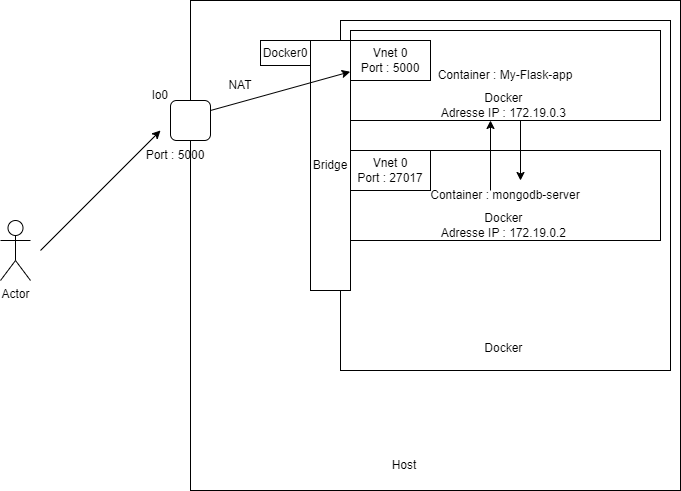 Docker0
Vnet 0
Port : 5000
Container : My-Flask-app
Docker
Adresse IP : 172.19.0.3
NAT
lo0
Port : 5000
Bridge
Vnet 0
Port : 27017
Container : mongodb-server
Docker
Adresse IP : 172.19.0.2
Actor
Docker
Host